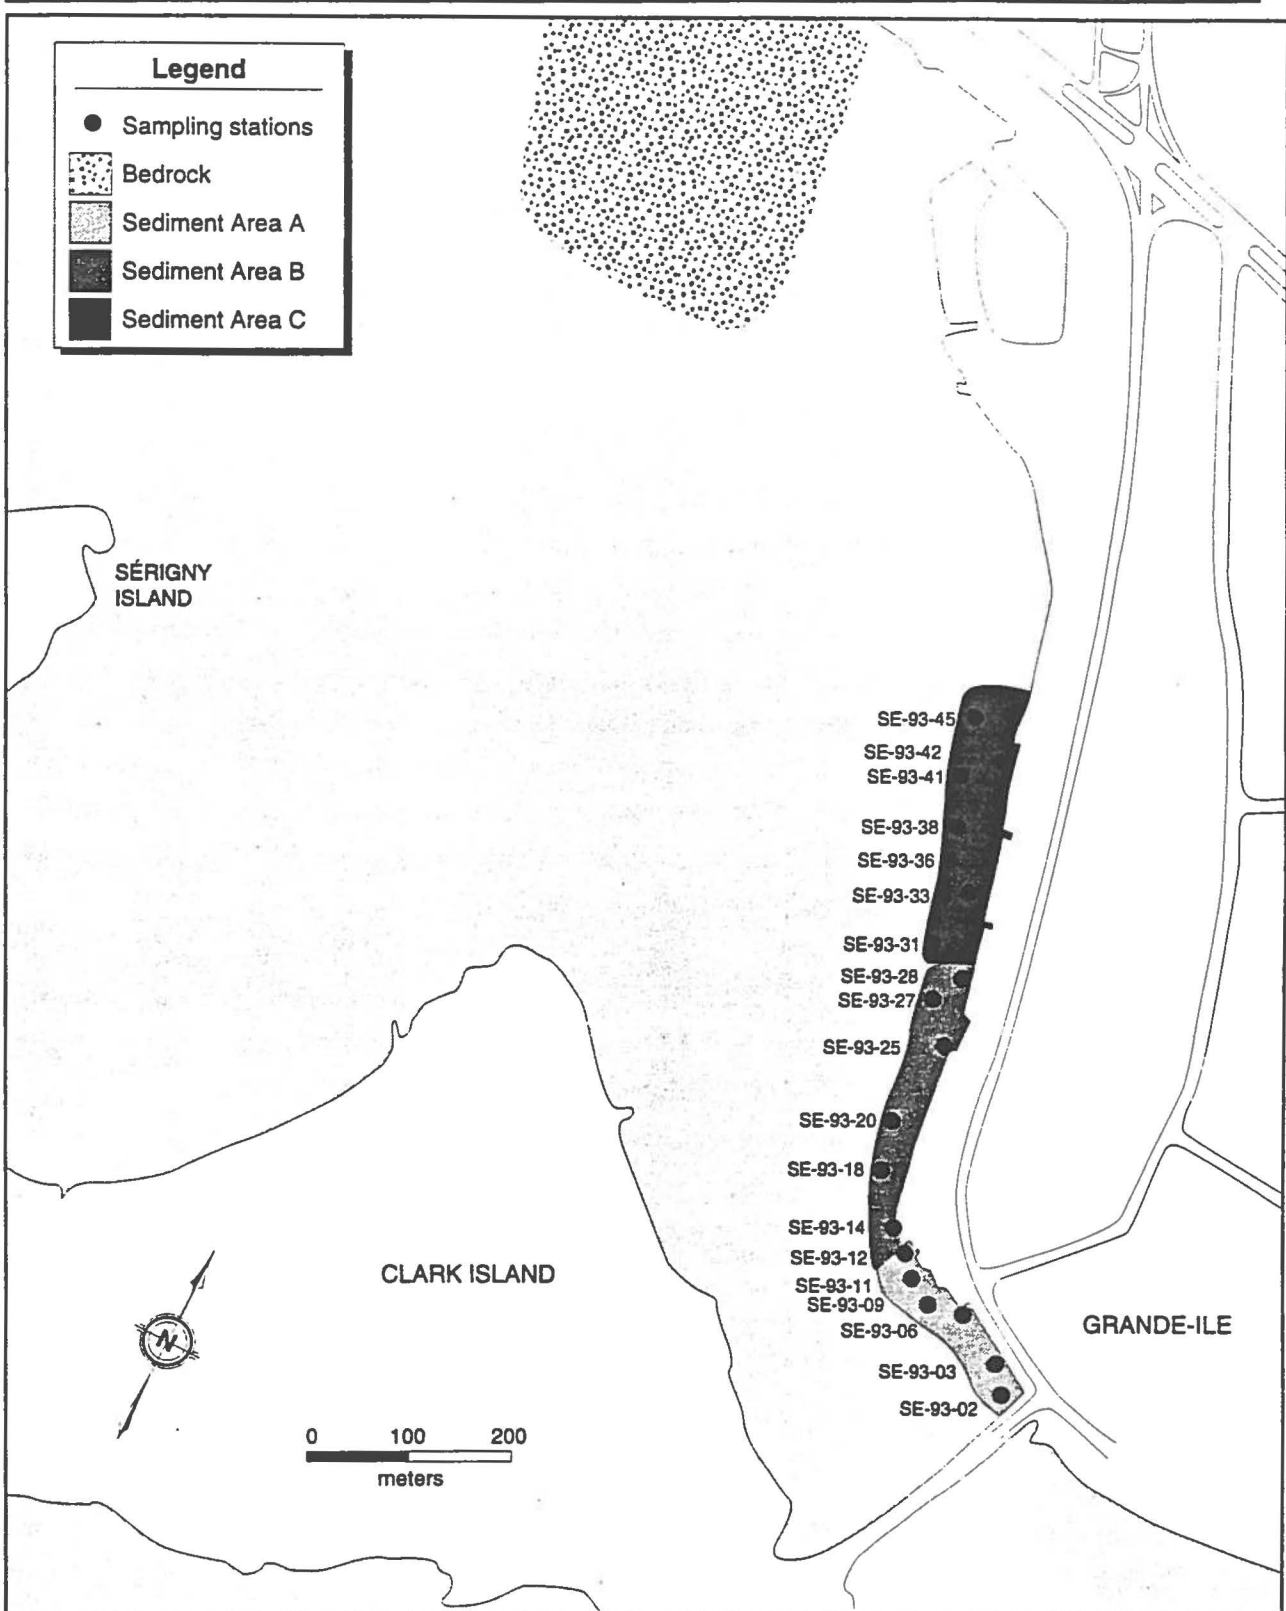 Legend
Sampling stations
Bedrock
Sediment Area A
Sediment Area B
Sediment Area C
SÉRIGNY
ISLAND
SE-93-45
SE-93-42
SE-93-41
SE-93-38
SE-93-36
SE-93-33
SE-93-31
SE-93-28
SE-93-27
SE-93-25
SE-93-20
SE-93-18
SE-93-14
SE-93-12
SE-93-11
SE-93-09
SE-93-06
SE-93-03
SE-93-02
CLARK ISLAND
GRANDE-ILE
N
0 100 200
meters